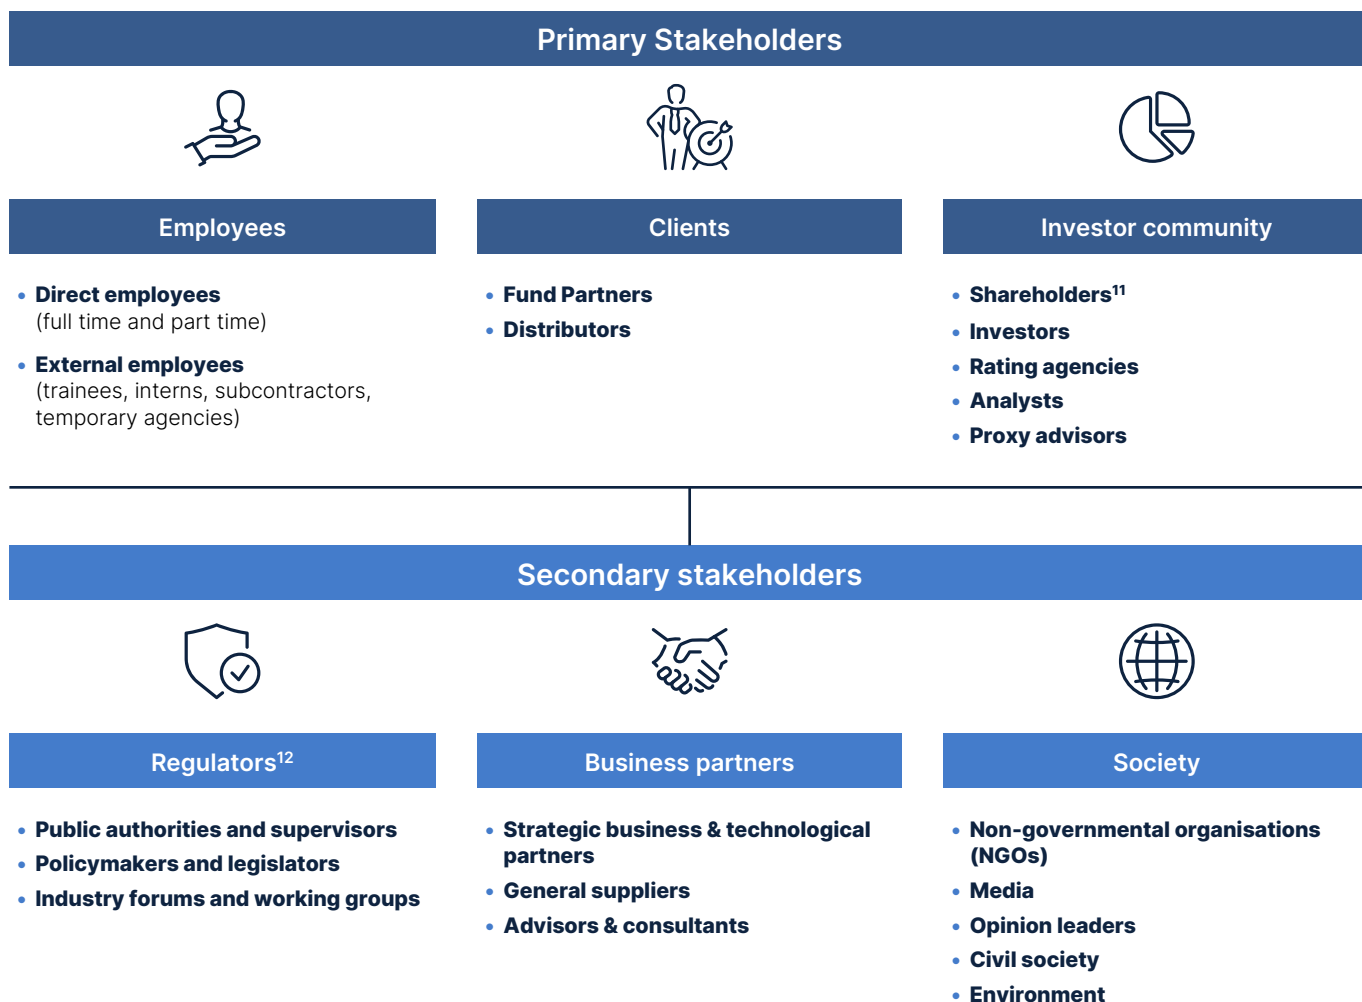 Primary Stakeholders
Employees
• Direct employees
(full time and part time)
• External employees
(trainees, interns, subcontractors,
temporary agencies)
Clients
• Fund Partners
• Distributors
Investor community
• Shareholders¹¹
• Investors
• Rating agencies
• Analysts
• Proxy advisors
Secondary stakeholders
Regulators¹²
• Public authorities and supervisors
• Policymakers and legislators
• Industry forums and working groups
Business partners
• Strategic business & technological
partners
• General suppliers
• Advisors & consultants
Society
• Non-governmental organisations
(NGOs)
• Media
• Opinion leaders
• Civil society
• Environment